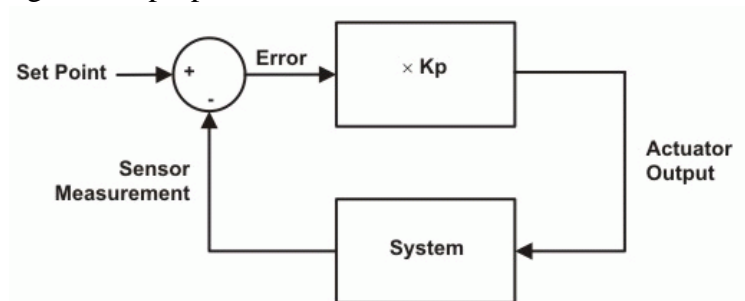 Set Point
+
-
Error
× Kp
Actuator
Output
System
Sensor
Measurement